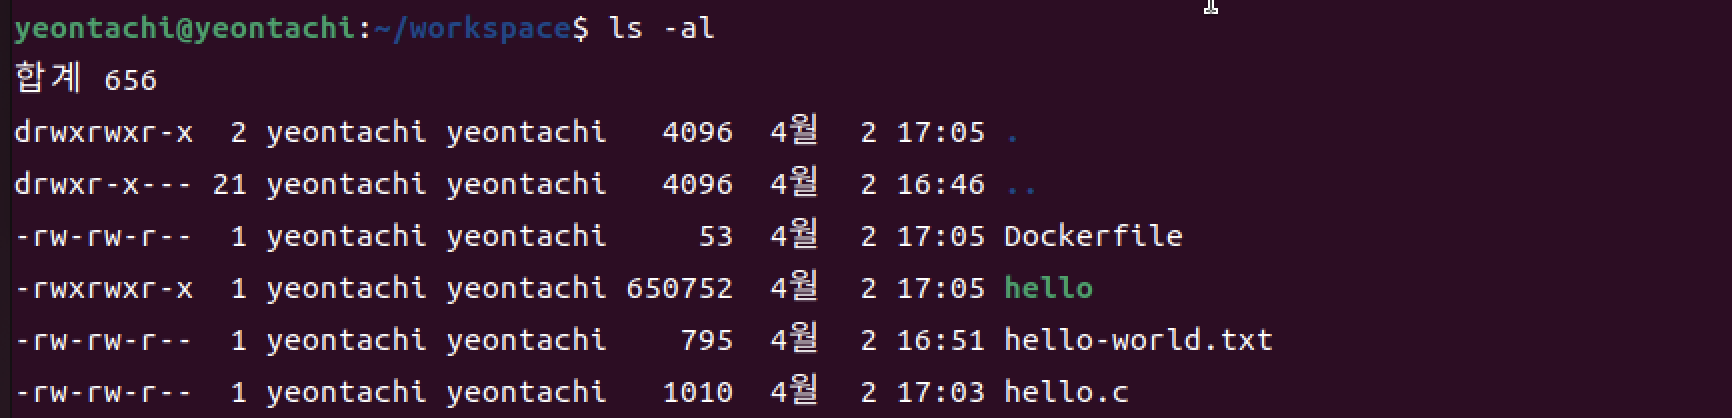 yeontachi@yeontachi:~/workspace$ ls -al
합계 656
drwxrwxr-x  2 yeontachi yeontachi   4096  4월  2 17:05 .
drwxr-x--- 21 yeontachi yeontachi   4096  4월  2 16:46 ..
-rw-rw-r--  1 yeontachi yeontachi     53  4월  2 17:05 Dockerfile
-rwxrwxr-x  1 yeontachi yeontachi 650752  4월  2 17:05 hello
-rw-rw-r--  1 yeontachi yeontachi    795  4월  2 16:51 hello-world.txt
-rw-rw-r--  1 yeontachi yeontachi   1010  4월  2 17:03 hello.c